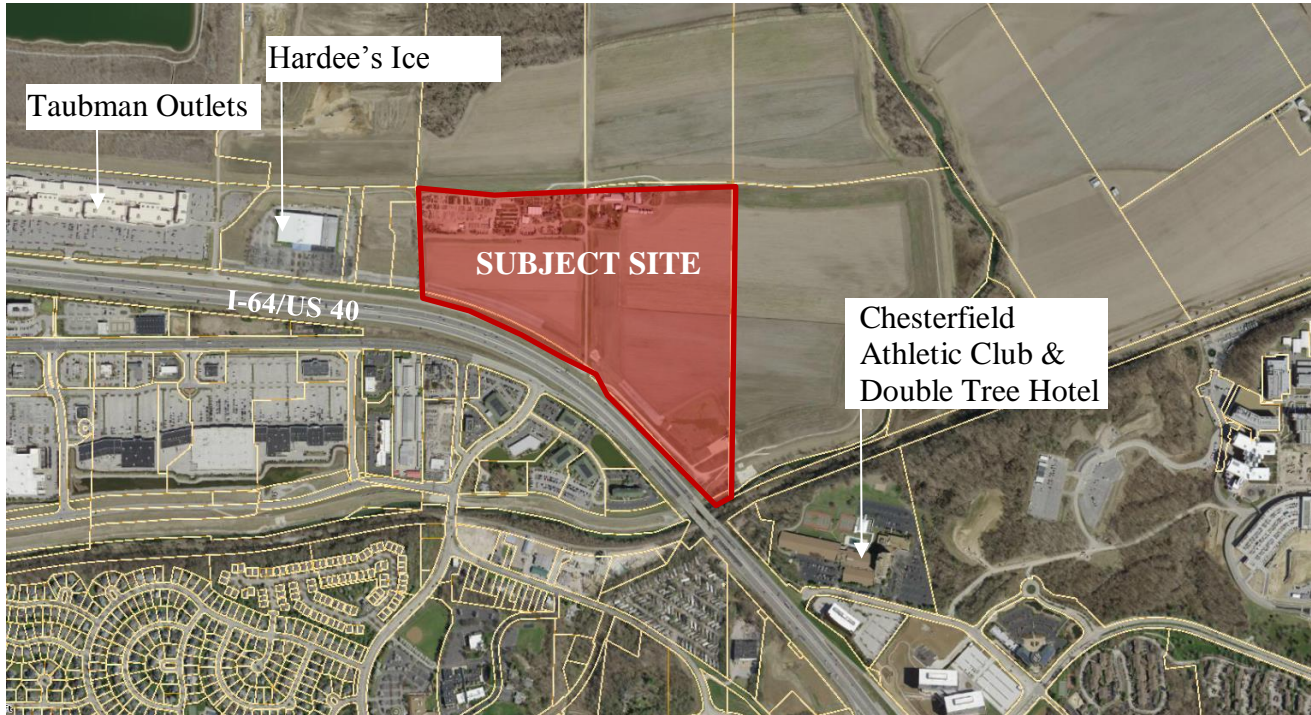 Hardee’s Ice
Taubman Outlets
SUBJECT SITE
I-64/US 40
Chesterfield
Athletic Club &
Double Tree Hotel